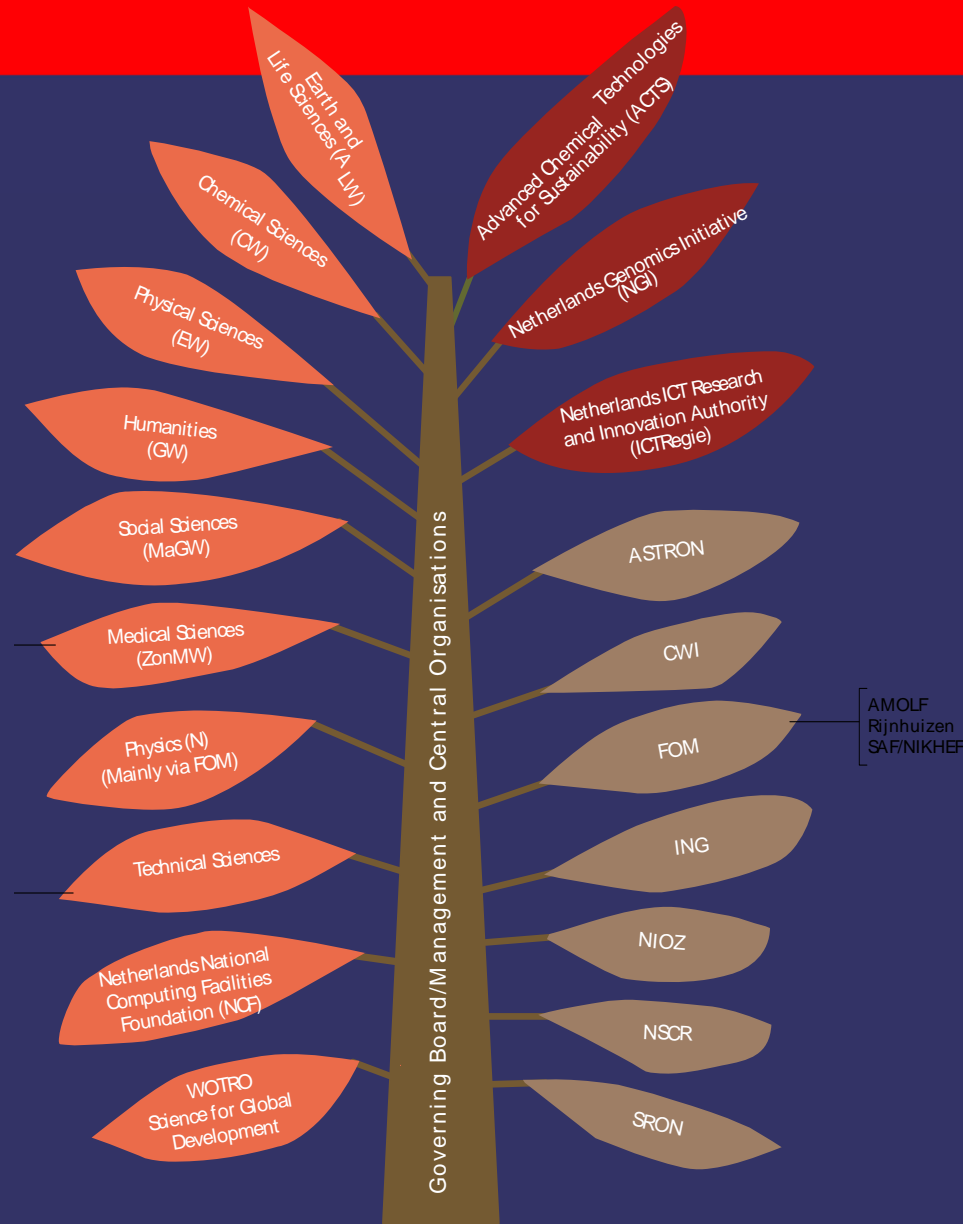 Earth and
Life Sciences (ALW)
Chemical Sciences
(CW)
Physical Sciences
(EW)
Humanities
(GW)
Social Sciences
(MaGW)
Medical Sciences
(ZonMW)
Physics (N)
(Mainly via FOM)
Technical Sciences
Netherlands National
Computing Facilities
Foundation (NCF)
WOTRO
Science for Global
Development
Governing Board/Management and Central Organisations
Advanced Chemical Technologies
for Sustainability (ACTS)
Netherlands Genomics Initiative
(NGI)
Netherlands ICT Research
and Innovation Authority
(ICTRegie)
ASTRON
CWI
FOM
AMOLF
Rijnhuizen
SAF/NIKHEF
ING
NIOZ
NSCR
SRON